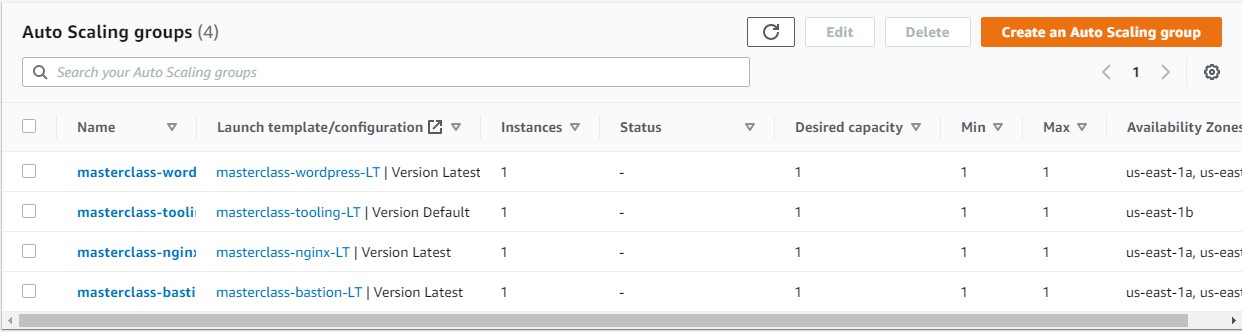 Auto Scaling groups (4)
Edit
Delete
Create an Auto Scaling group
Search your Auto Scaling groups
1
Name Launch template/configuration Instances Status Desired capacity Min Max Availability Zones
masterclass-word masterclass-wordpress-LT | Version Latest 1 - 1 1 1 us-east-1a, us-east
masterclass-tooli masterclass-tooling-LT | Version Default 1 - 1 1 1 us-east-1b
masterclass-nginx masterclass-nginx-LT | Version Latest 1 - 1 1 1 us-east-1a, us-east
masterclass-basti masterclass-bastion-LT | Version Latest 1 - 1 1 1 us-east-1a, us-east